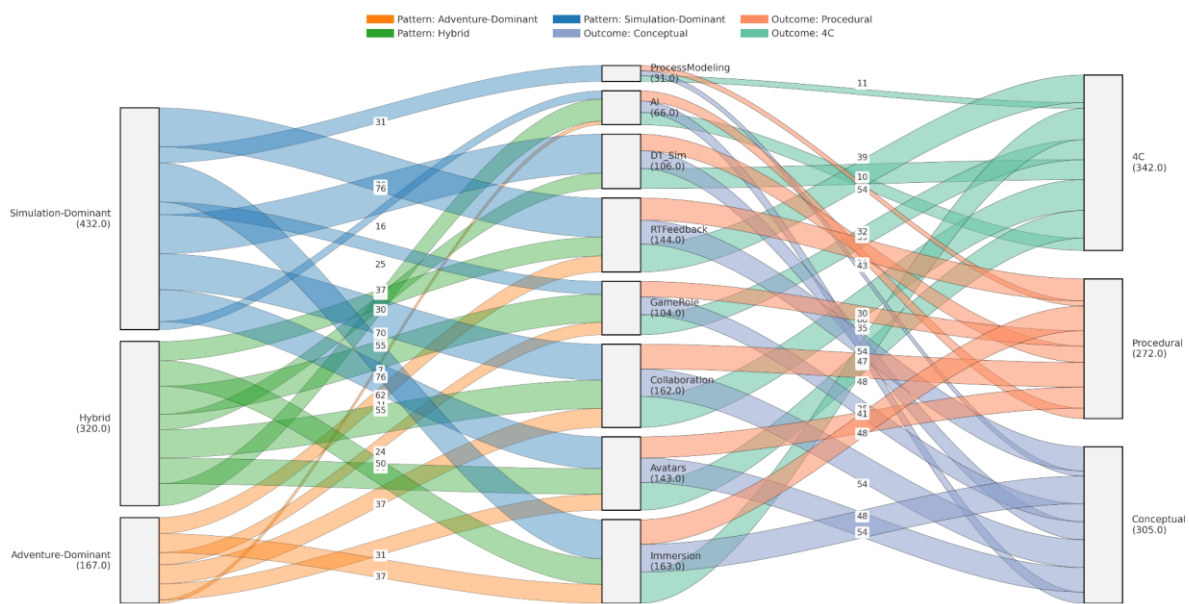 Pattern: Adventure-Dominant
Pattern: Simulation-Dominant
Outcome: Procedural
Pattern: Hybrid
Outcome: Conceptual
Outcome: 4C
Simulation-Dominant
(432.0)
Hybrid
(320.0)
Adventure-Dominant
(167.0)
31
76
16
25
37
30
70
55
7
76
62
55
24
50
37
31
37
ProcessModeling
(31.0)
AI
(66.0)
DT_Sim
(106.0)
RTFeedback
(144.0)
GameRole
(104.0)
Collaboration
(162.0)
Avatars
(143.0)
Immersion
(163.0)
11
39
10
54
32
43
30
35
54
47
48
41
48
54
48
54
4C
(342.0)
Procedural
(272.0)
Conceptual
(305.0)